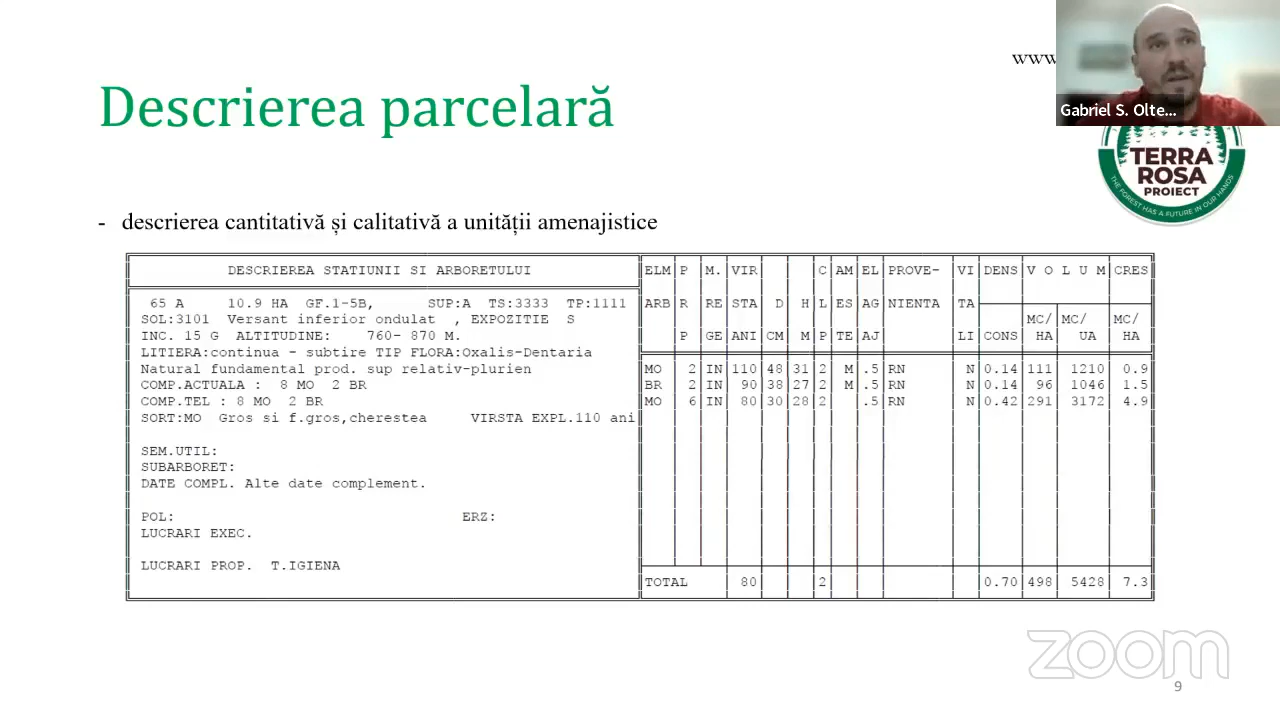 www
Descrierea parcelară
Gabriel S. Olte...
TERRA
ROSA
PROIECT
THE FOREST HAS A FUTURE IN OUR HANDS
- descrierea cantitativă și calitativă a unității amenajistice
DESCRIEREA STATIUNII SI ARBORETULUI
65 A 10.9 HA GF.1-5B, SUP:A TS:3333 TP:1111
SOL:3101 Versant inferior ondulat , EXPOZITIE S
INC. 15 G ALTITUDINE: 760- 870 M.
LITIERA:continua - subtire TIP FLORA:Oxalis-Dentaria
Natural fundamental prod. sup relativ-plurien
COMP.ACTUALA : 8 MO 2 BR
COMP.TEL : 8 MO 2 BR
SORT:MO Gros si f.gros,cherestea VIRSTA EXPL.110 ani
SEM.UTIL:
SUBARBORET:
DATE COMPL. Alte date complement.
POL: ERZ:
LUCRARI EXEC.
LUCRARI PROP. T.IGIENA
ELM P M. VIR C AM EL PROVE- VI DENS V O L U M CRES
ARB R RE STA D H L ES AG NIENTA TA
MC/ MC/ MC/
P GE ANI CM M P TE AJ LI CONS HA UA HA
MO 2 IN 110 48 31 2 M .5 RN N 0.14 111 1210 0.9
BR 2 IN 90 38 27 2 M .5 RN N 0.14 96 1046 1.5
MO 6 IN 80 30 28 2 .5 RN N 0.42 291 3172 4.9
TOTAL 80 2 0.70 498 5428 7.3
zoom
9